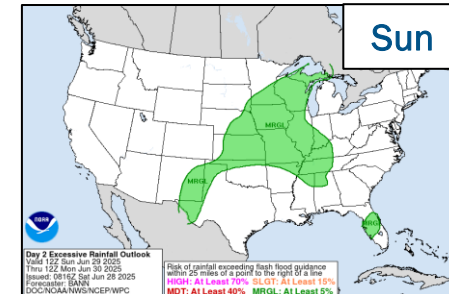 Sun
MRGL
MRGL
MRGL
NOAA
Day 2 Excessive Rainfall Outlook
Valid 12Z Sun Jun 29 2025
Thru 12Z Mon Jun 30 2025
Issued: 0816Z Sat Jun 28 2025
Forecaster: BANN
DOC/NOAA/NWS/NCEP/WPC
Risk of rainfall exceeding flash flood guidance
within 25 miles of a point to the right of a line
HIGH: At Least 70% SLGT: At Least 15%
MDT: At Least 40% MRGL: At Least 5%